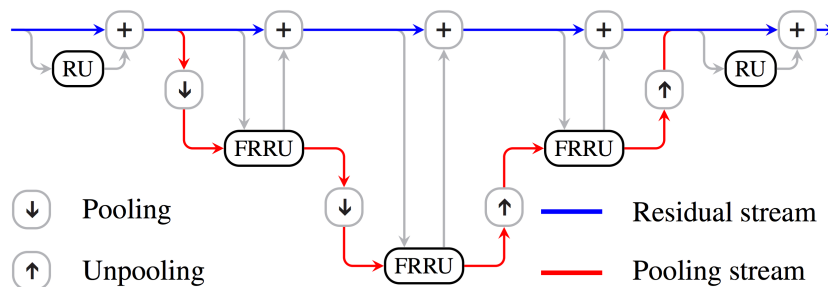 + + + + +
RU RU
↓ ↑
FRRU FRRU
↓ Pooling ↓ ↑ Residual stream
↑ Unpooling FRRU Pooling stream